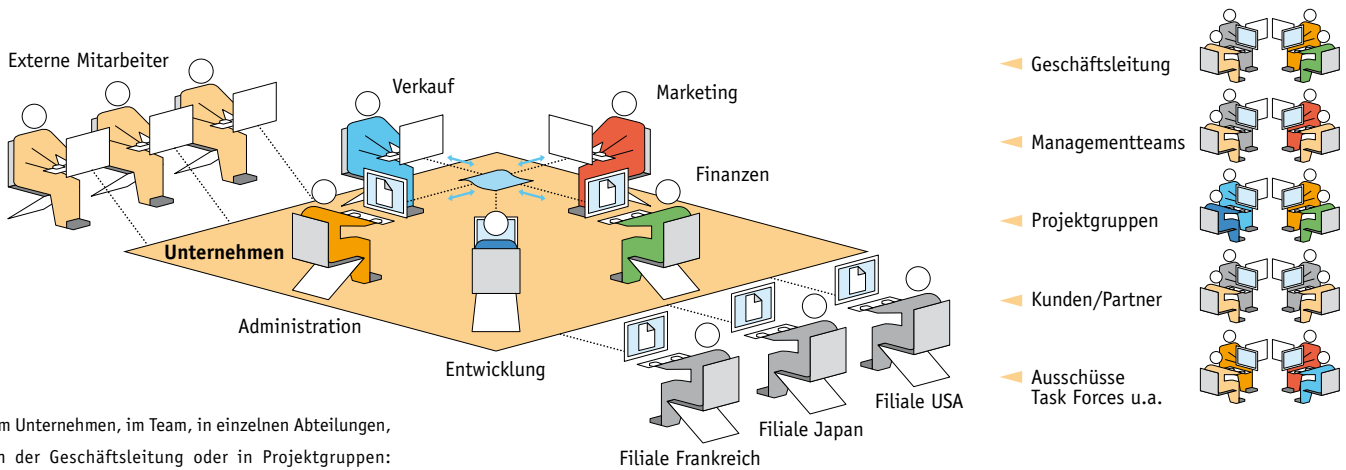 Externe Mitarbeiter
Verkauf
Marketing
Finanzen
Unternehmen
Administration
Entwicklung
Filiale USA
Filiale Japan
Filiale Frankreich
Geschäftsleitung
Managementteams
Projektgruppen
Kunden/Partner
Ausschüsse
Task Forces u.a.
m Unternehmen, im Team, in einzelnen Abteilungen,
der Geschäftsleitung oder in Projektgruppen: